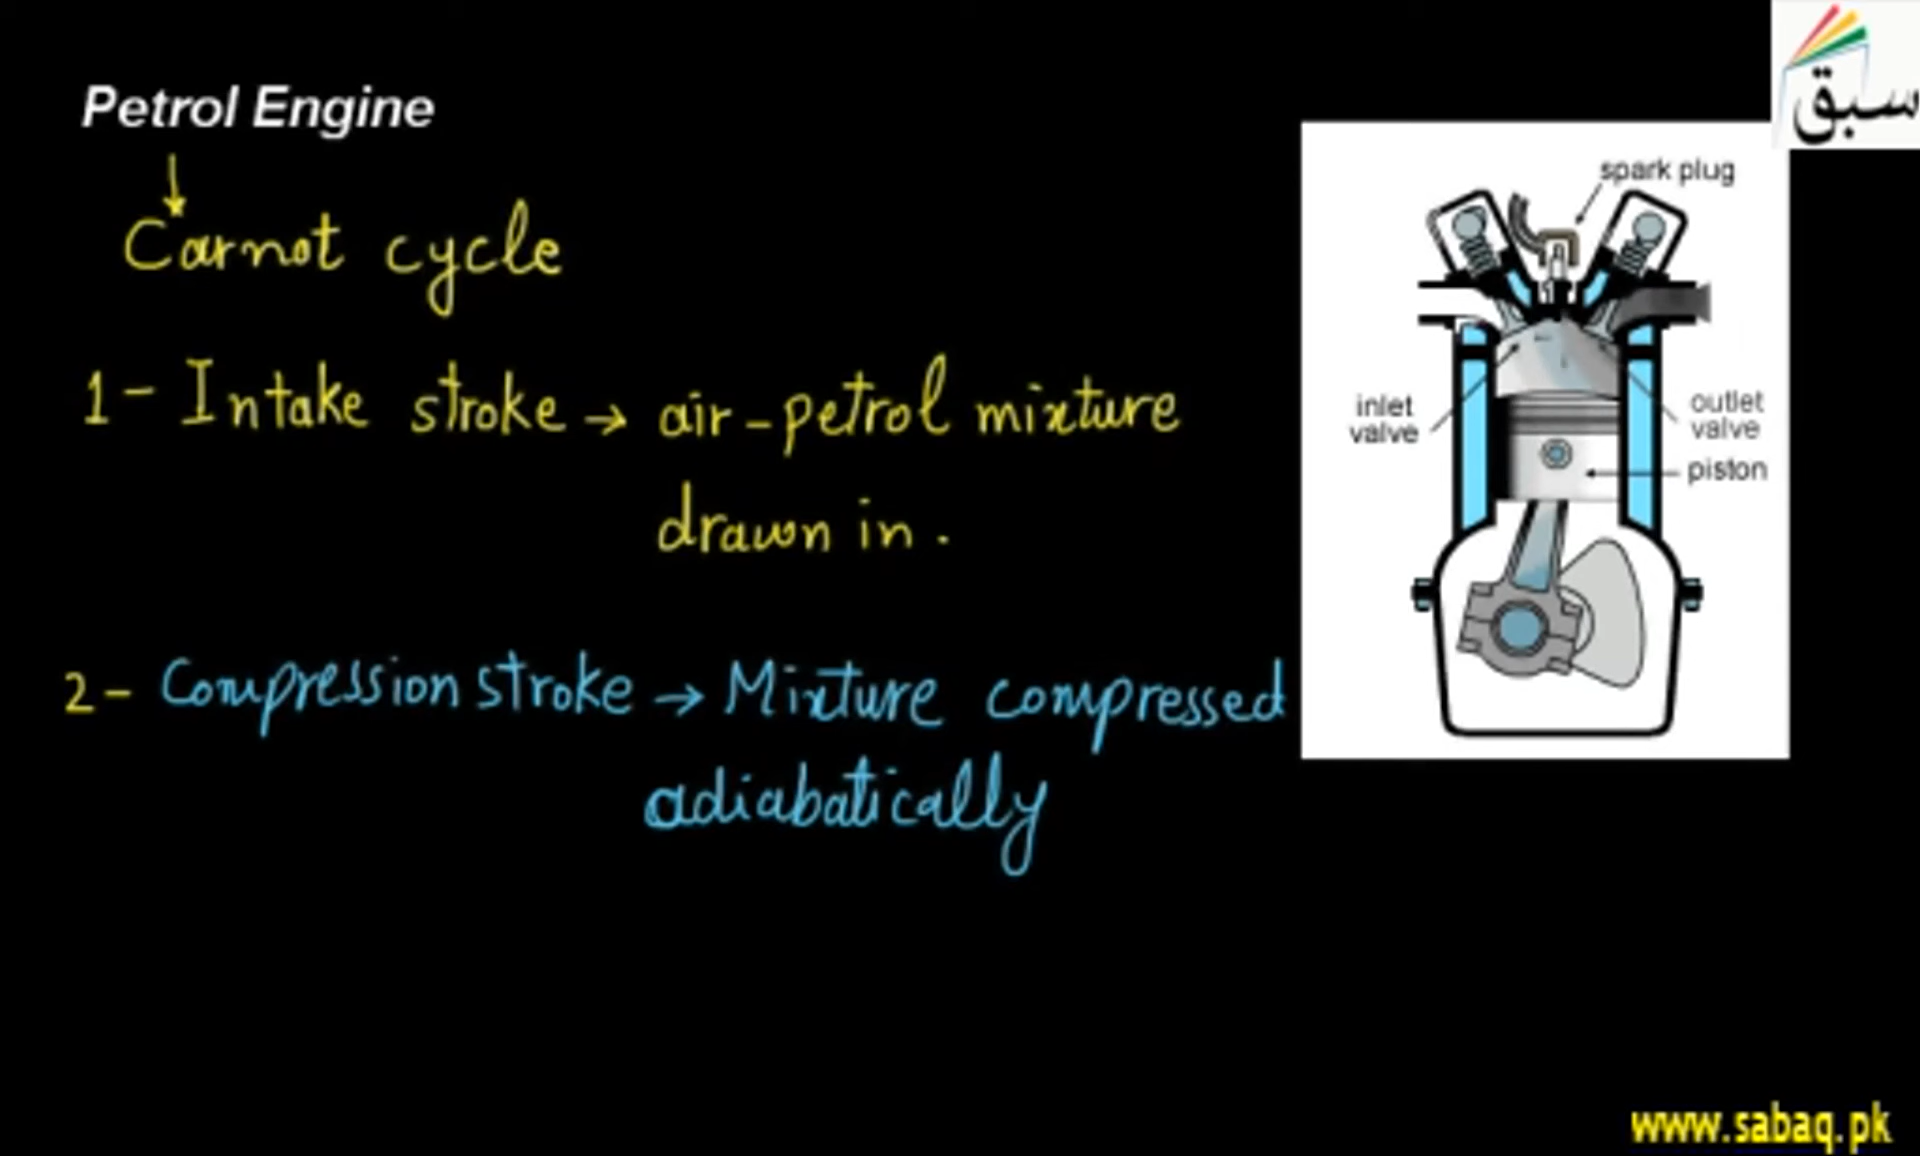 سبق
Petrol Engine
Carnot cycle
1- Intake stroke → air-petrol mixture
drawn in.
2- Compression stroke → Mixture compressed
adiabatically
spark plug
inlet
valve
outlet
valve
piston
www.sabaq.pk